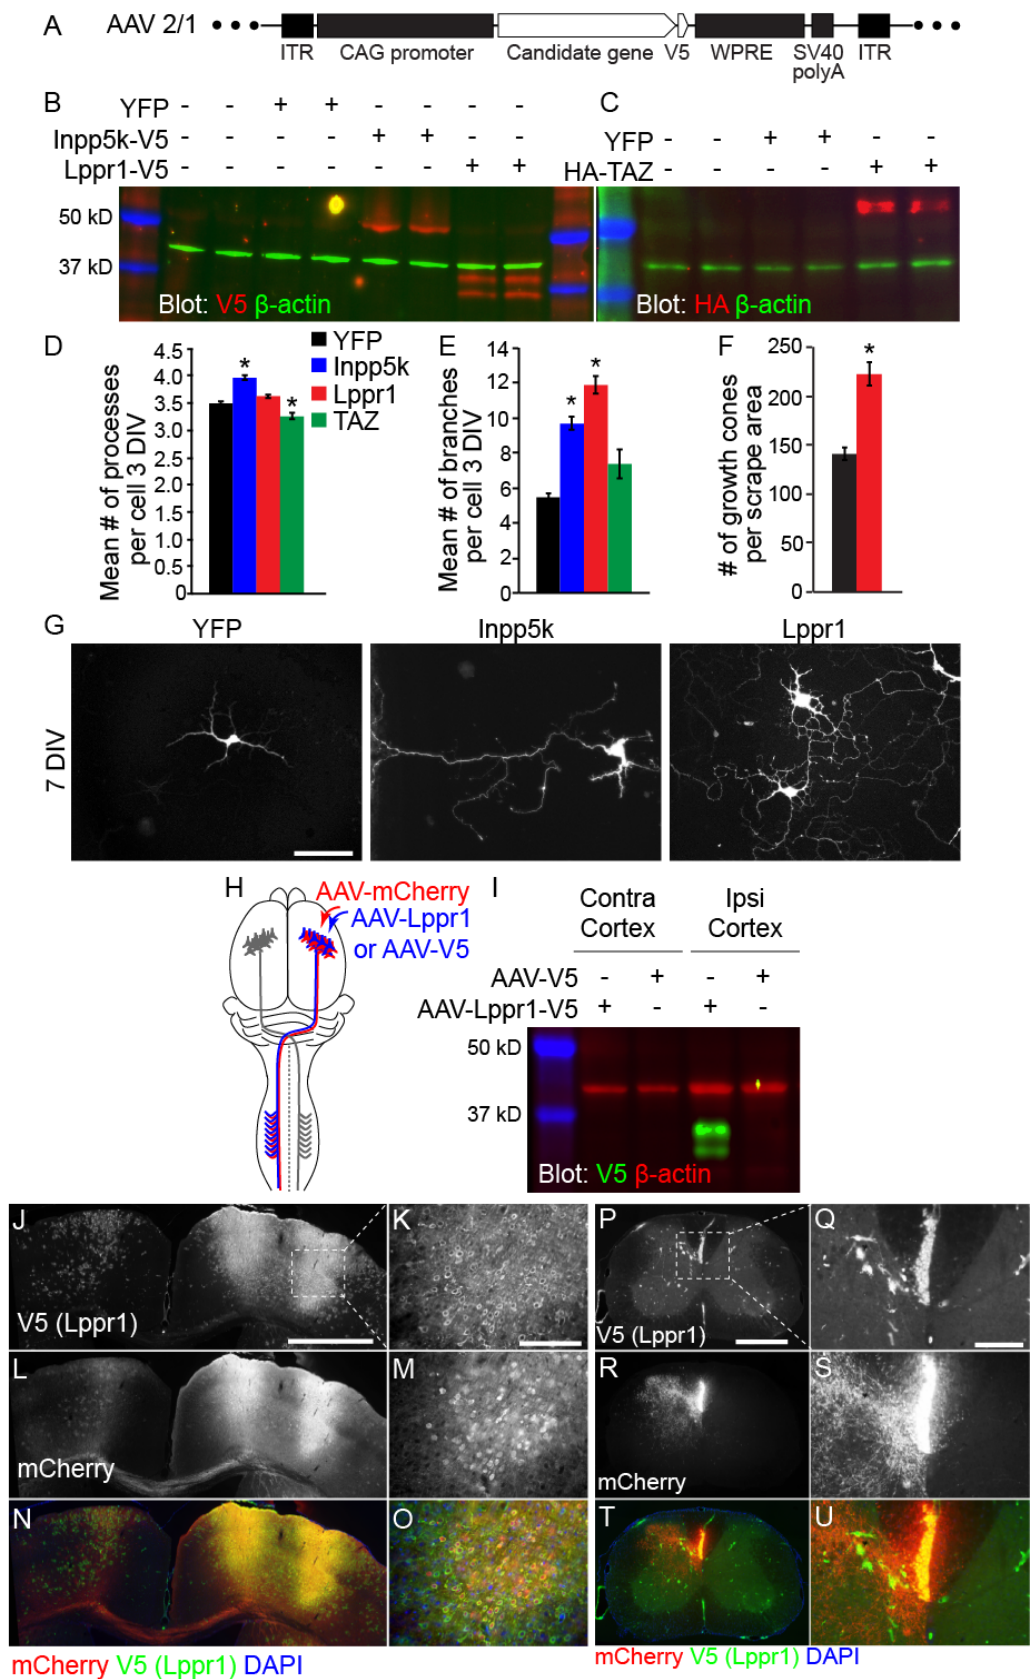 A AAV 2/1
ITR CAG promoter Candidate gene V5 WPRE SV40 polyA ITR
B
YFP - - + + - - - -
Inpp5k-V5 - - - - + + - -
Lppr1-V5 - - - - - - + +
50 kD
37 kD
Blot: V5 β-actin
C
YFP - - + + - -
HA-TAZ - - - - + +
Blot: HA β-actin
D
Mean # of processes per cell 3 DIV
4.5
4.0
3.5
3.0
2.5
2.0
1.5
1.0
0.5
0
* *
YFP
Inpp5k
Lppr1
TAZ
E
Mean # of branches per cell 3 DIV
14
12
10
8
6
4
2
0
* *
F
# of growth cones per scrape area
250
200
150
100
50
0
*
G
YFP Inpp5k Lppr1
7 DIV
H
AAV-mCherry
AAV-Lppr1
or AAV-V5
I
Contra Cortex Ipsi Cortex
AAV-V5 - + - +
AAV-Lppr1-V5 + - + -
50 kD
37 kD
Blot: V5 β-actin
J K P Q
V5 (Lppr1) V5 (Lppr1)
L M R S
mCherry mCherry
N O T U
mCherry V5 (Lppr1) DAPI mCherry V5 (Lppr1) DAPI